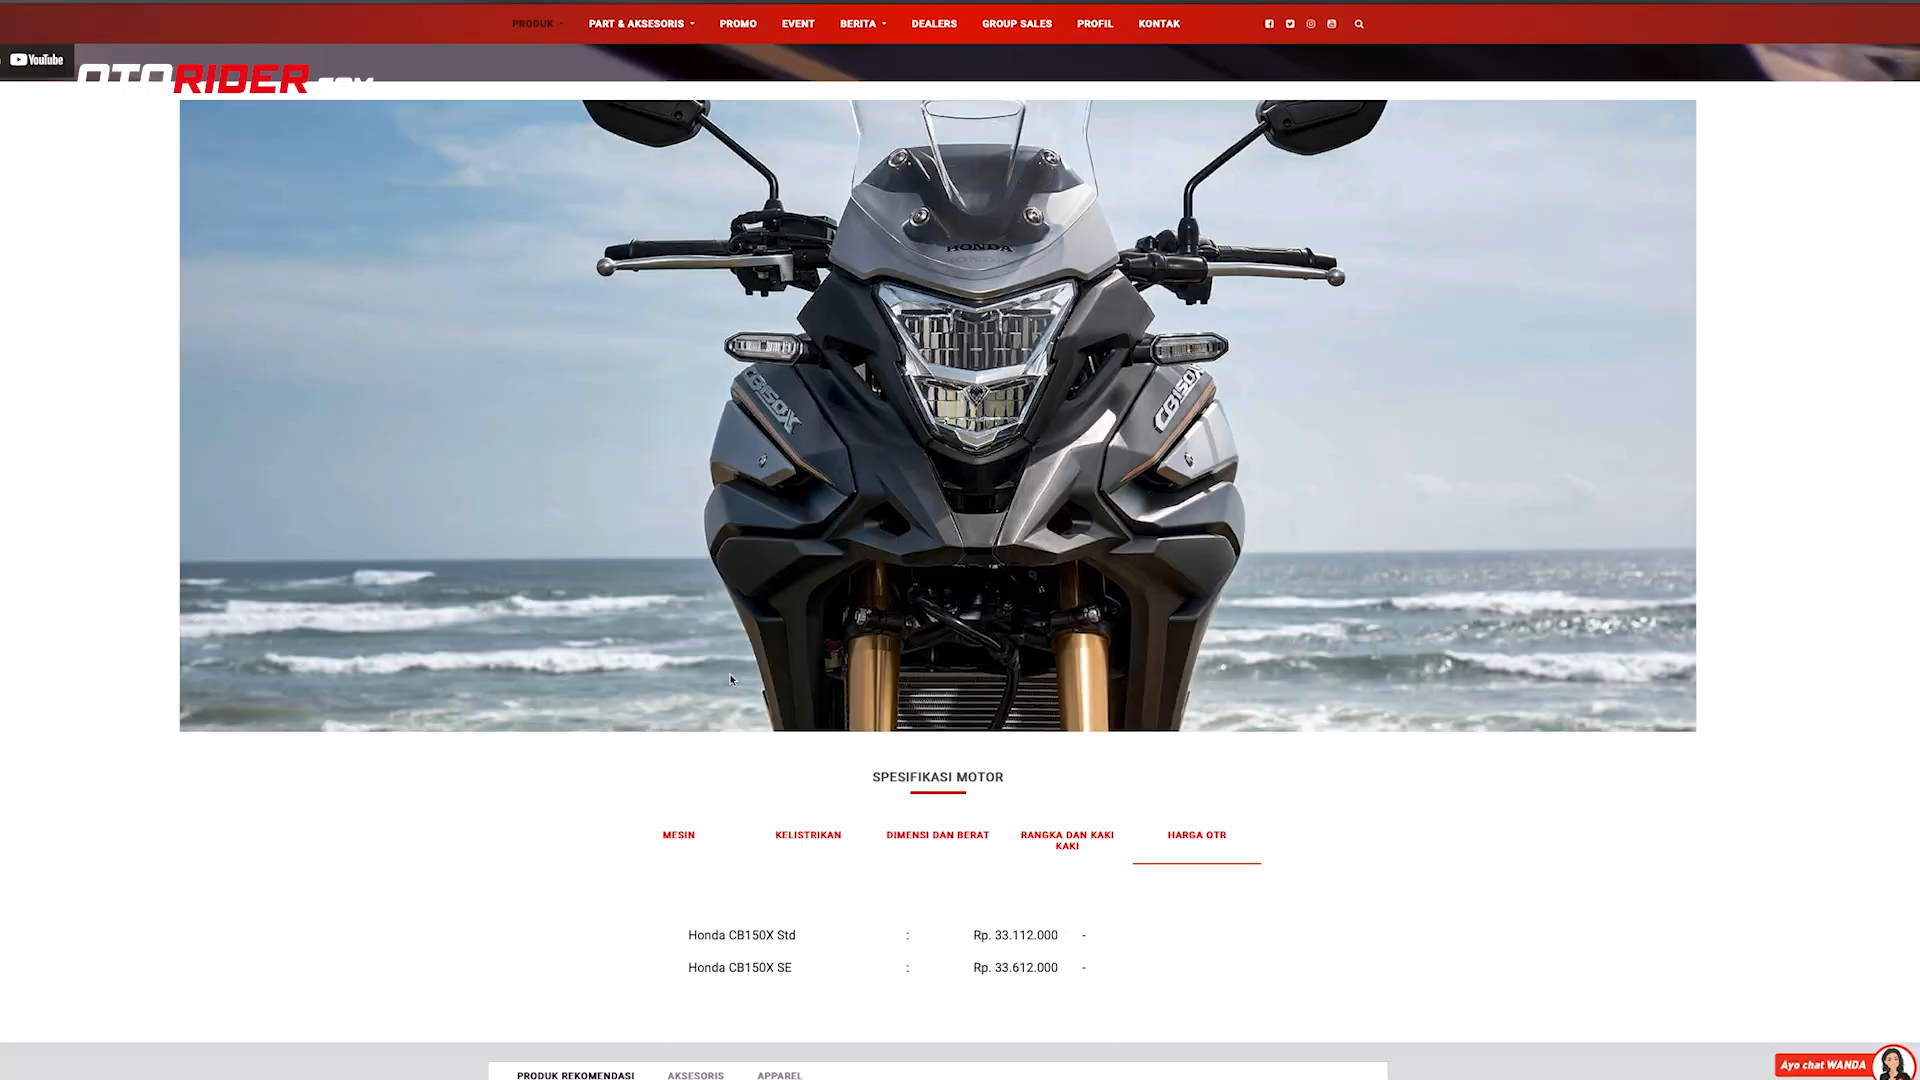 PRODUK
PART & AKSESORIS
PROMO
EVENT
BERITA
DEALERS
GROUP SALES
PROFIL
KONTAK
YouTube
OTORIDER.COM
HONDA
CB150X
CB150X
SPESIFIKASI MOTOR
MESIN
KELISTRIKAN
DIMENSI DAN BERAT
RANGKA DAN KAKI
KAKI
HARGA OTR
Honda CB150X Std : Rp. 33.112.000 -
Honda CB150X SE : Rp. 33.612.000 -
PRODUK REKOMENDASI
AKSESORIS
APPAREL
Ayo chat WANDA